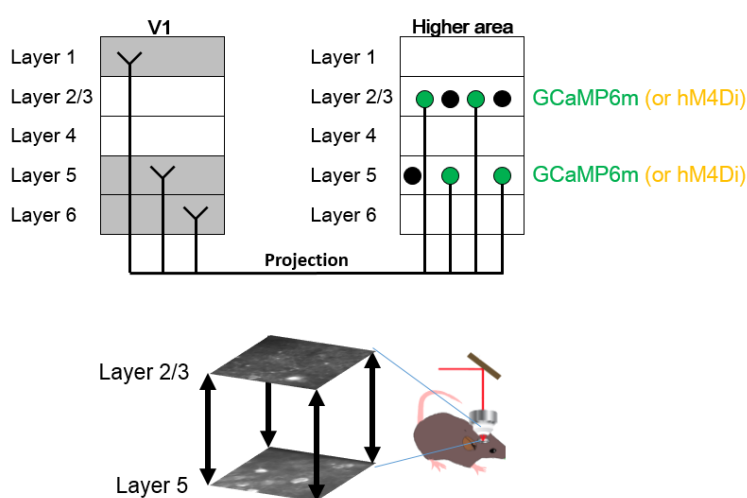 V1
Layer 1
Layer 2/3
Layer 4
Layer 5
Layer 6
Higher area
Layer 1
Layer 2/3
Layer 4
Layer 5
Layer 6
GCaMP6m (or hM4Di)
GCaMP6m (or hM4Di)
Projection
Layer 2/3
Layer 5